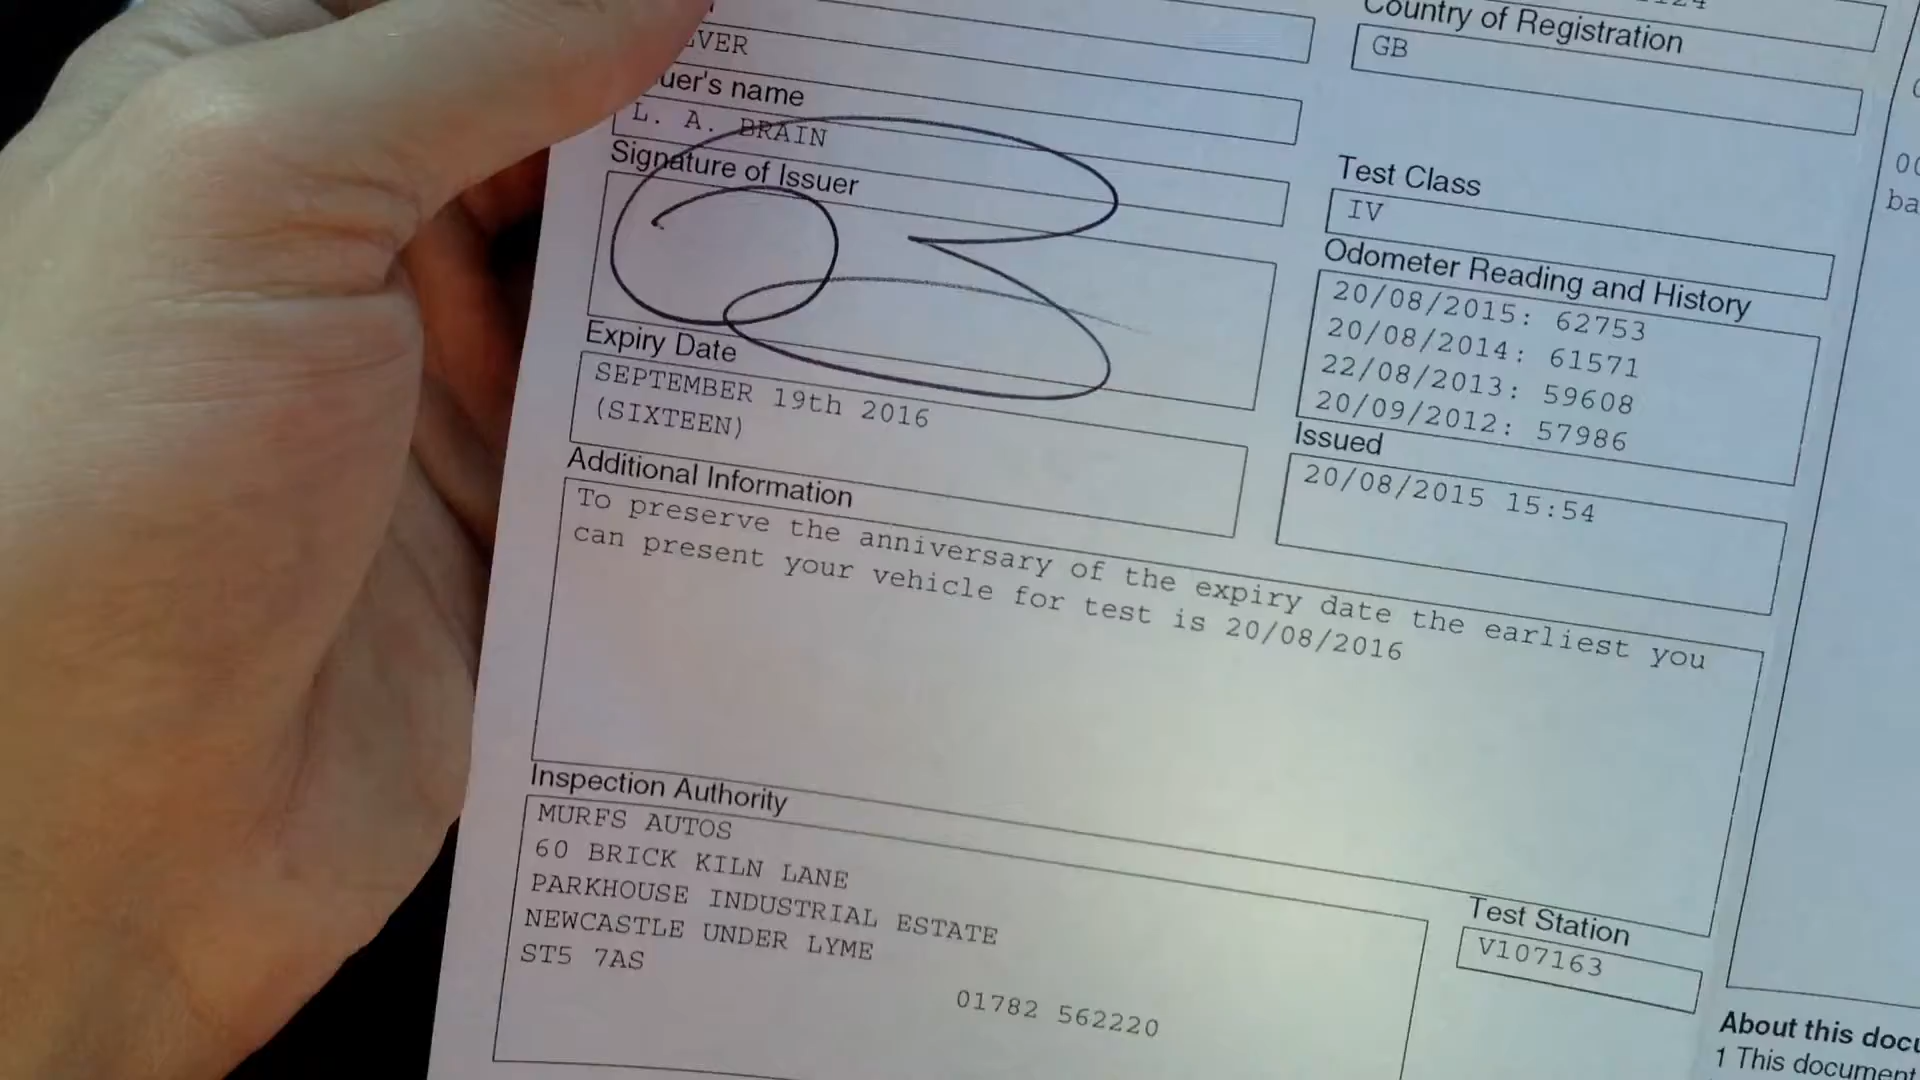 Country of Registration
GB
uer's name
L. A. BRAIN
Signature of Issuer
Test Class
IV
Odometer Reading and History
20/08/2015: 62753
20/08/2014: 61571
22/08/2013: 59608
20/09/2012: 57986
Expiry Date
SEPTEMBER 19th 2016
(SIXTEEN)
Issued
20/08/2015 15:54
Additional Information
To preserve the anniversary of the expiry date the earliest you
can present your vehicle for test is 20/08/2016
Inspection Authority
MURFS AUTOS
60 BRICK KILN LANE
PARKHOUSE INDUSTRIAL ESTATE
NEWCASTLE UNDER LYME
ST5 7AS
01782 562220
Test Station
V107163
About this docu
1 This document